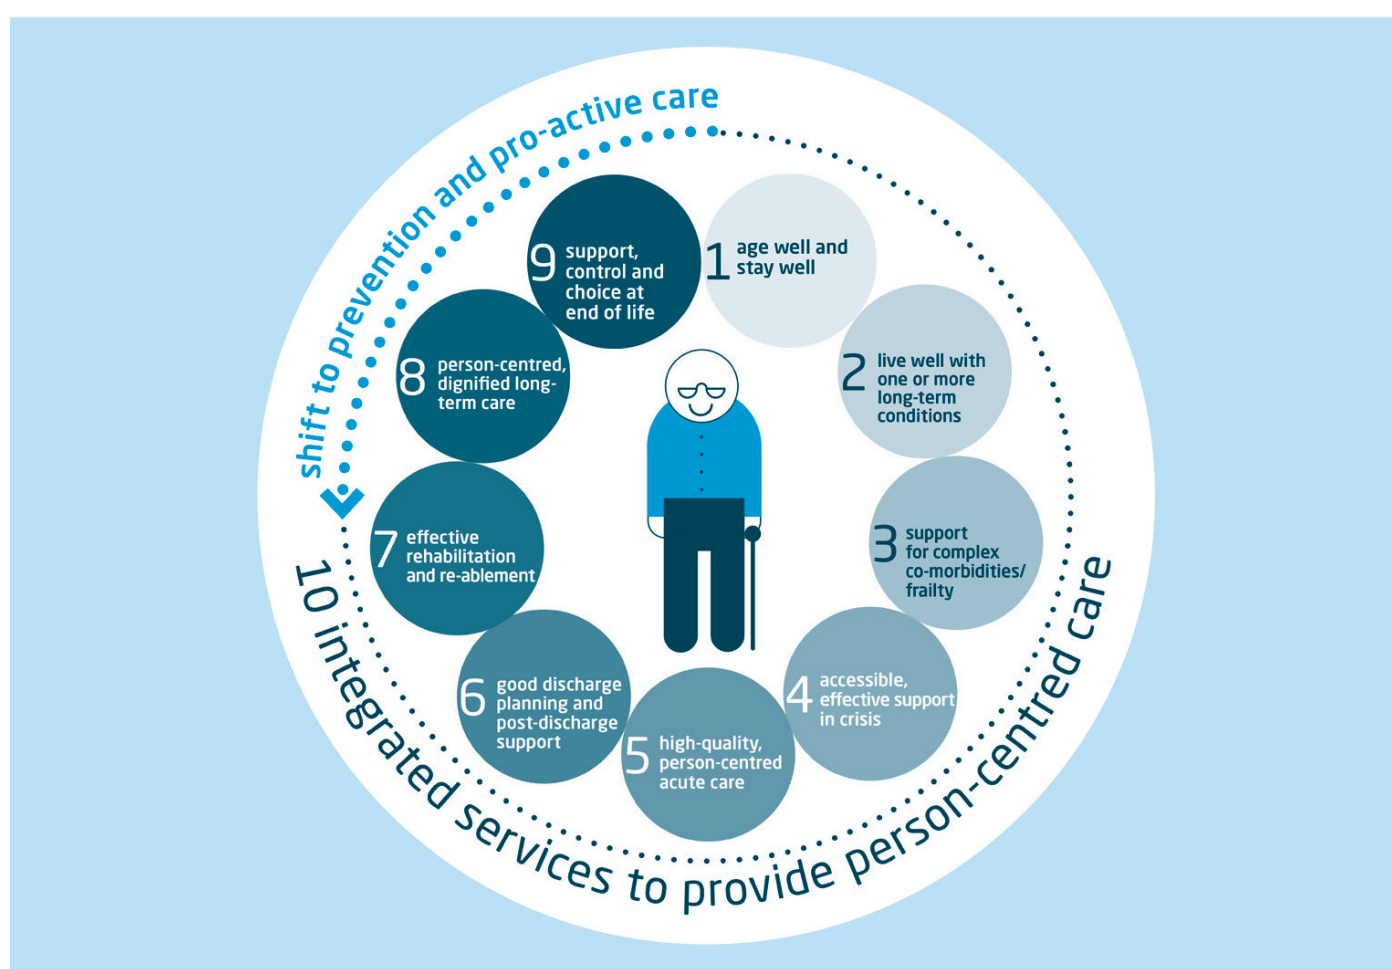 shift to prevention and pro-active care
1 age well and
stay well
2 live well with
one or more
long-term
conditions
3 support
for complex
co-morbidities/
frailty
4 accessible,
effective support
in crisis
5 high-quality,
person-centred
acute care
6 good discharge
planning and
post-discharge
support
7 effective
rehabilitation
and re-ablement
8 person-centred,
dignified long-
term care
9 support,
control and
choice at
end of life
10 integrated services to provide person-centred care